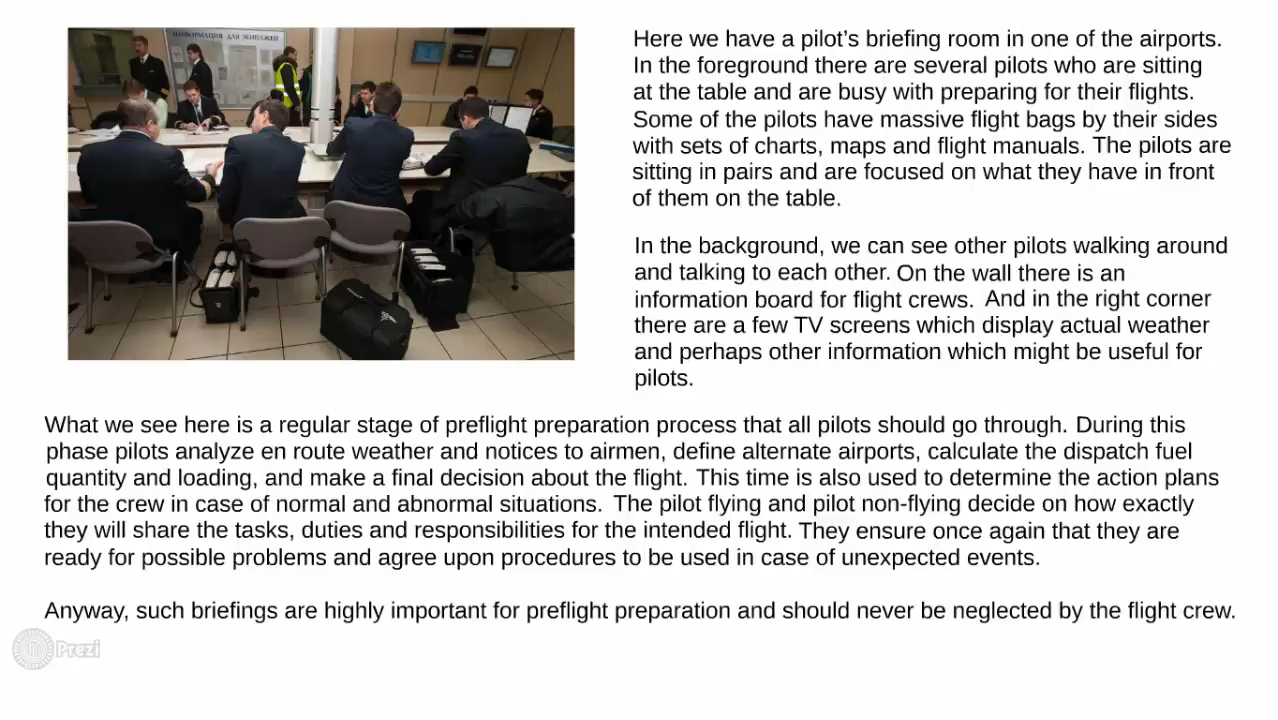 ИНФОРМАЦИЯ ДЛЯ ЭКИПАЖЕЙ
Here we have a pilot’s briefing room in one of the airports.
In the foreground there are several pilots who are sitting
at the table and are busy with preparing for their flights.
Some of the pilots have massive flight bags by their sides
with sets of charts, maps and flight manuals. The pilots are
sitting in pairs and are focused on what they have in front
of them on the table.
In the background, we can see other pilots walking around
and talking to each other. On the wall there is an
information board for flight crews. And in the right corner
there are a few TV screens which display actual weather
and perhaps other information which might be useful for
pilots.
What we see here is a regular stage of preflight preparation process that all pilots should go through. During this
phase pilots analyze en route weather and notices to airmen, define alternate airports, calculate the dispatch fuel
quantity and loading, and make a final decision about the flight. This time is also used to determine the action plans
for the crew in case of normal and abnormal situations. The pilot flying and pilot non-flying decide on how exactly
they will share the tasks, duties and responsibilities for the intended flight. They ensure once again that they are
ready for possible problems and agree upon procedures to be used in case of unexpected events.
Anyway, such briefings are highly important for preflight preparation and should never be neglected by the flight crew.
Prezi